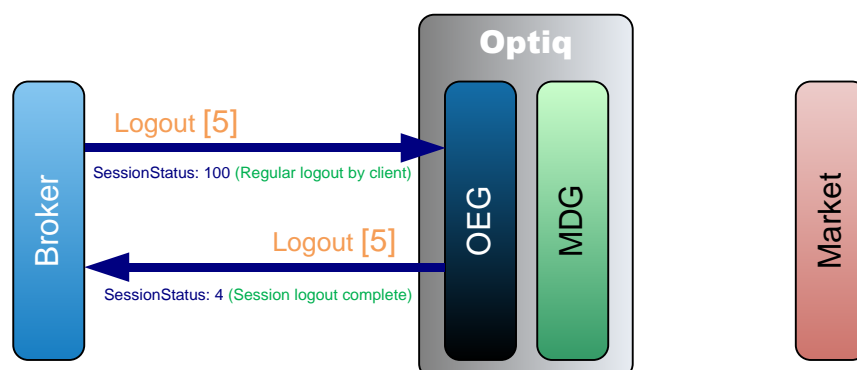 Optiq
Broker
Logout [5]
SessionStatus: 100 (Regular logout by client)
Logout [5]
SessionStatus: 4 (Session logout complete)
OEG
MDG
Market